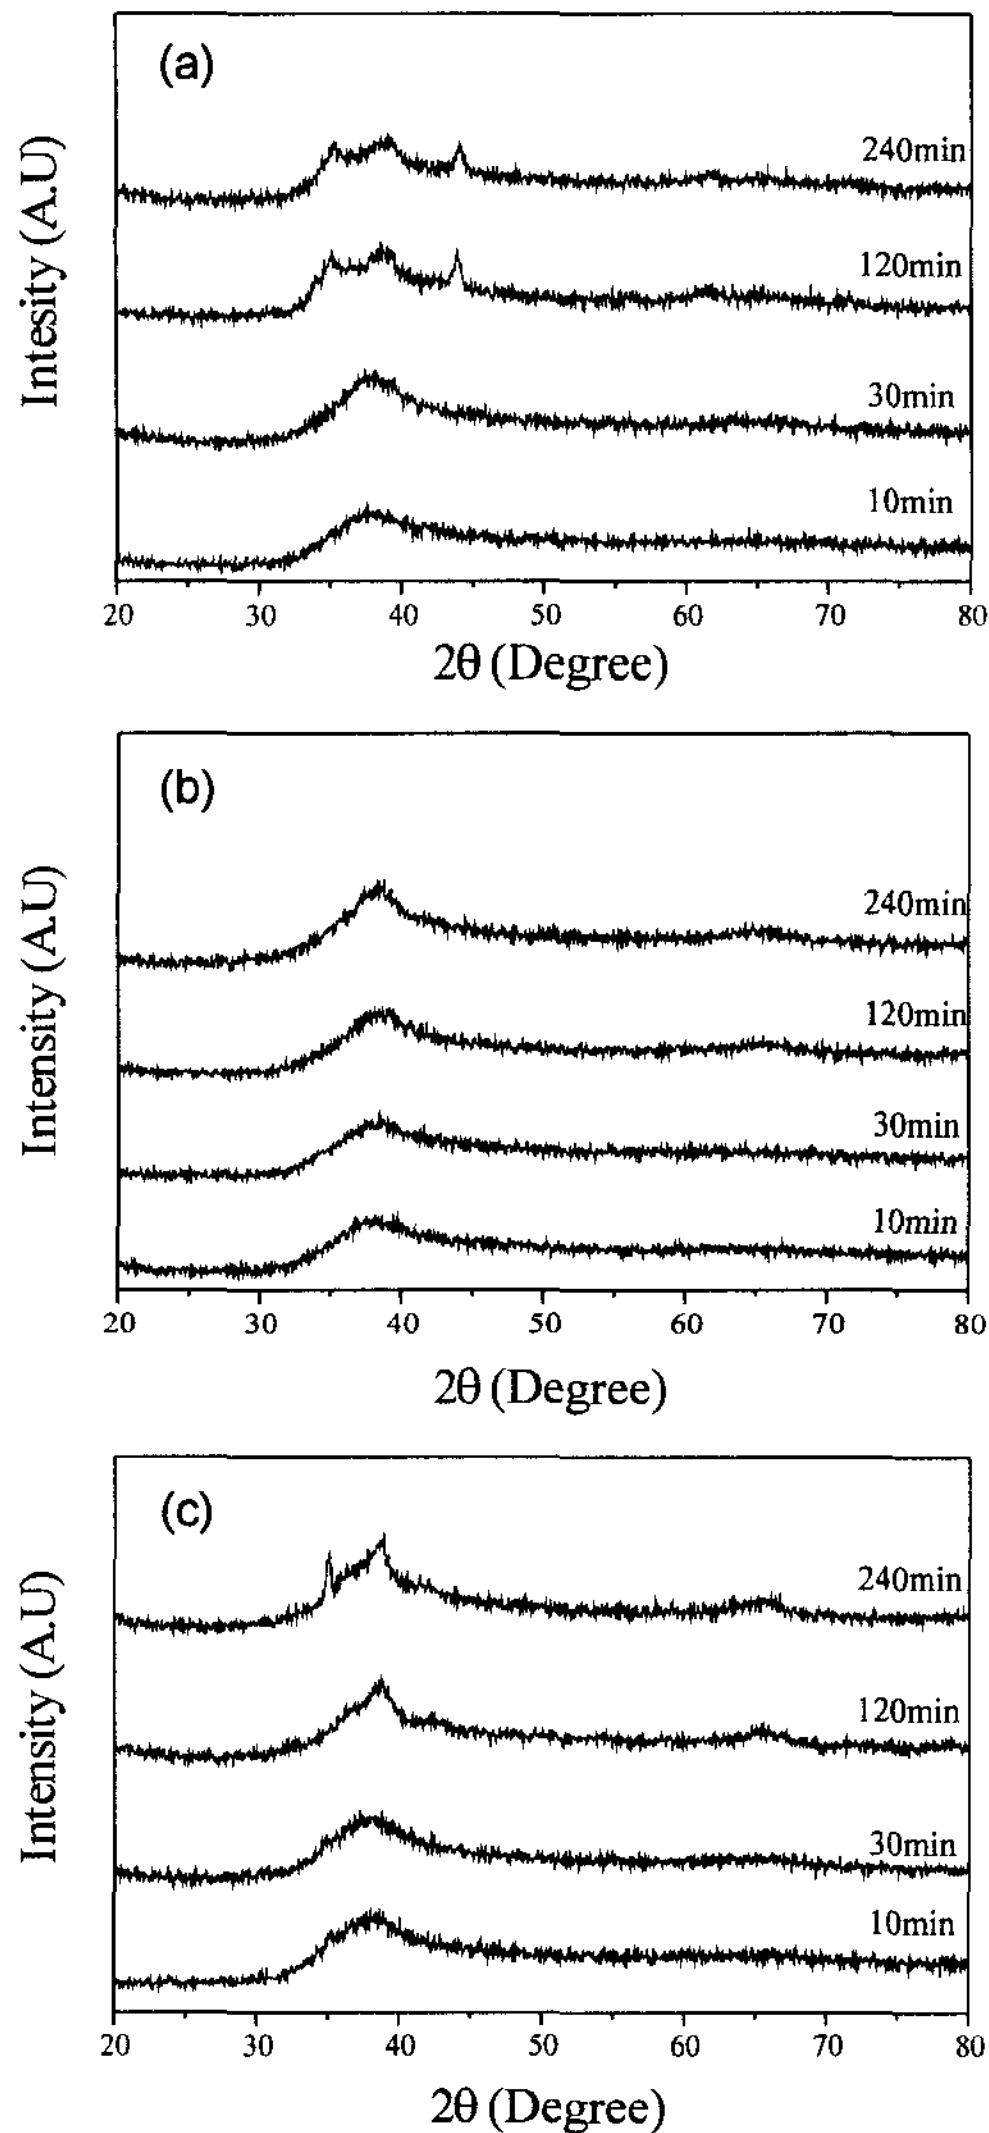 (a)
Intesity (A.U)
240min
120min
30min
10min
20 30 40 50 60 70 80
2θ (Degree)
(b)
Intensity (A.U)
240min
120min
30min
10min
20 30 40 50 60 70 80
2θ (Degree)
(c)
Intensity (A.U)
240min
120min
30min
10min
20 30 40 50 60 70 80
2θ (Degree)